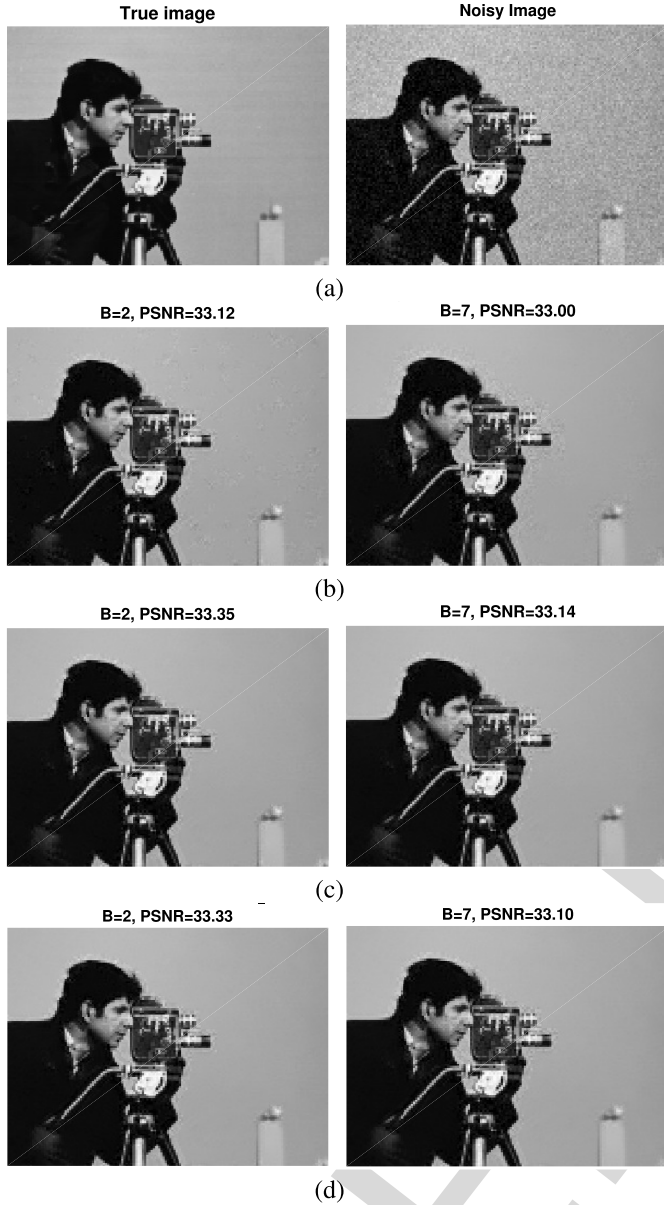 True image
Noisy Image
(a)
B=2, PSNR=33.12
B=7, PSNR=33.00
(b)
B=2, PSNR=33.35
B=7, PSNR=33.14
(c)
B=2, PSNR=33.33
B=7, PSNR=33.10
(d)